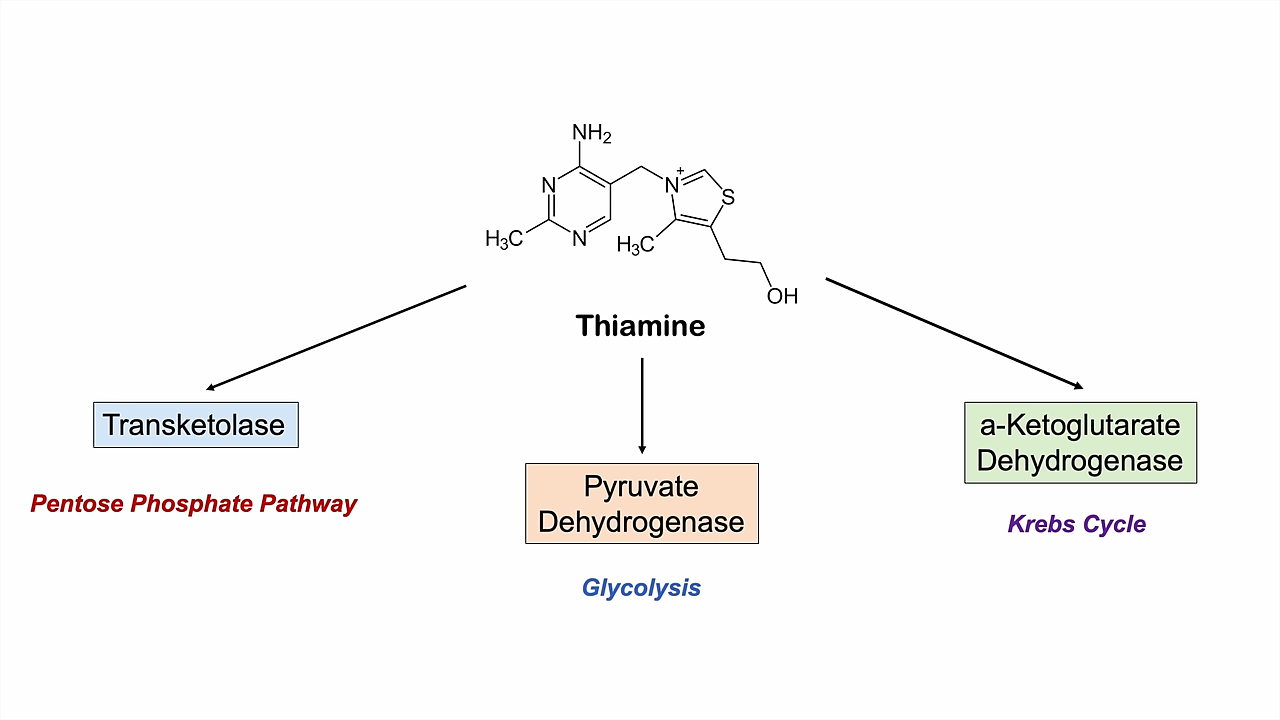 NH2
N
N
H3C
N+
S
H3C
OH
Thiamine
Transketolase
Pentose Phosphate Pathway
Pyruvate
Dehydrogenase
Glycolysis
a-Ketoglutarate
Dehydrogenase
Krebs Cycle